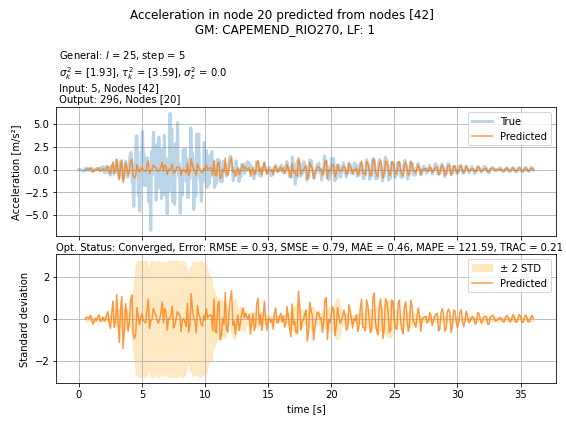 Acceleration in node 20 predicted from nodes [42]
GM: CAPEMEND_RIO270, LF: 1
General: l = 25, step = 5
σ²ₖ = [1.93], τ²ₖ = [3.59], σ²ₜ = 0.0
Input: 5, Nodes [42]
Output: 296, Nodes [20]
Acceleration [m/s²]
5.0
2.5
0.0
−2.5
−5.0
True
Predicted
Opt. Status: Converged, Error: RMSE = 0.93, SMSE = 0.79, MAE = 0.46, MAPE = 121.59, TRAC = 0.21
Standard deviation
2
0
−2
± 2 STD
Predicted
0 5 10 15 20 25 30 35
time [s]